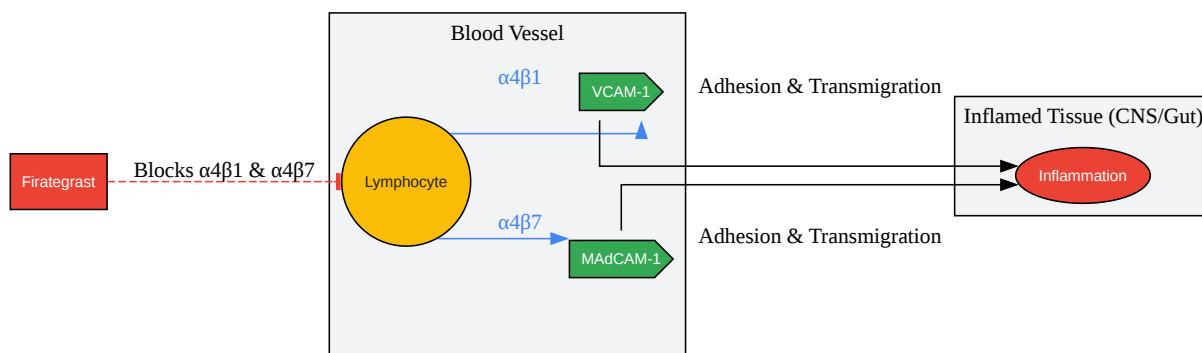 Blood Vessel
α4β1
VCAM-1
Adhesion & Transmigration
Inflamed Tissue (CNS/Gut)
Firategrast
Blocks α4β1 & α4β7
Lymphocyte
Inflammation
α4β7
MAdCAM-1
Adhesion & Transmigration